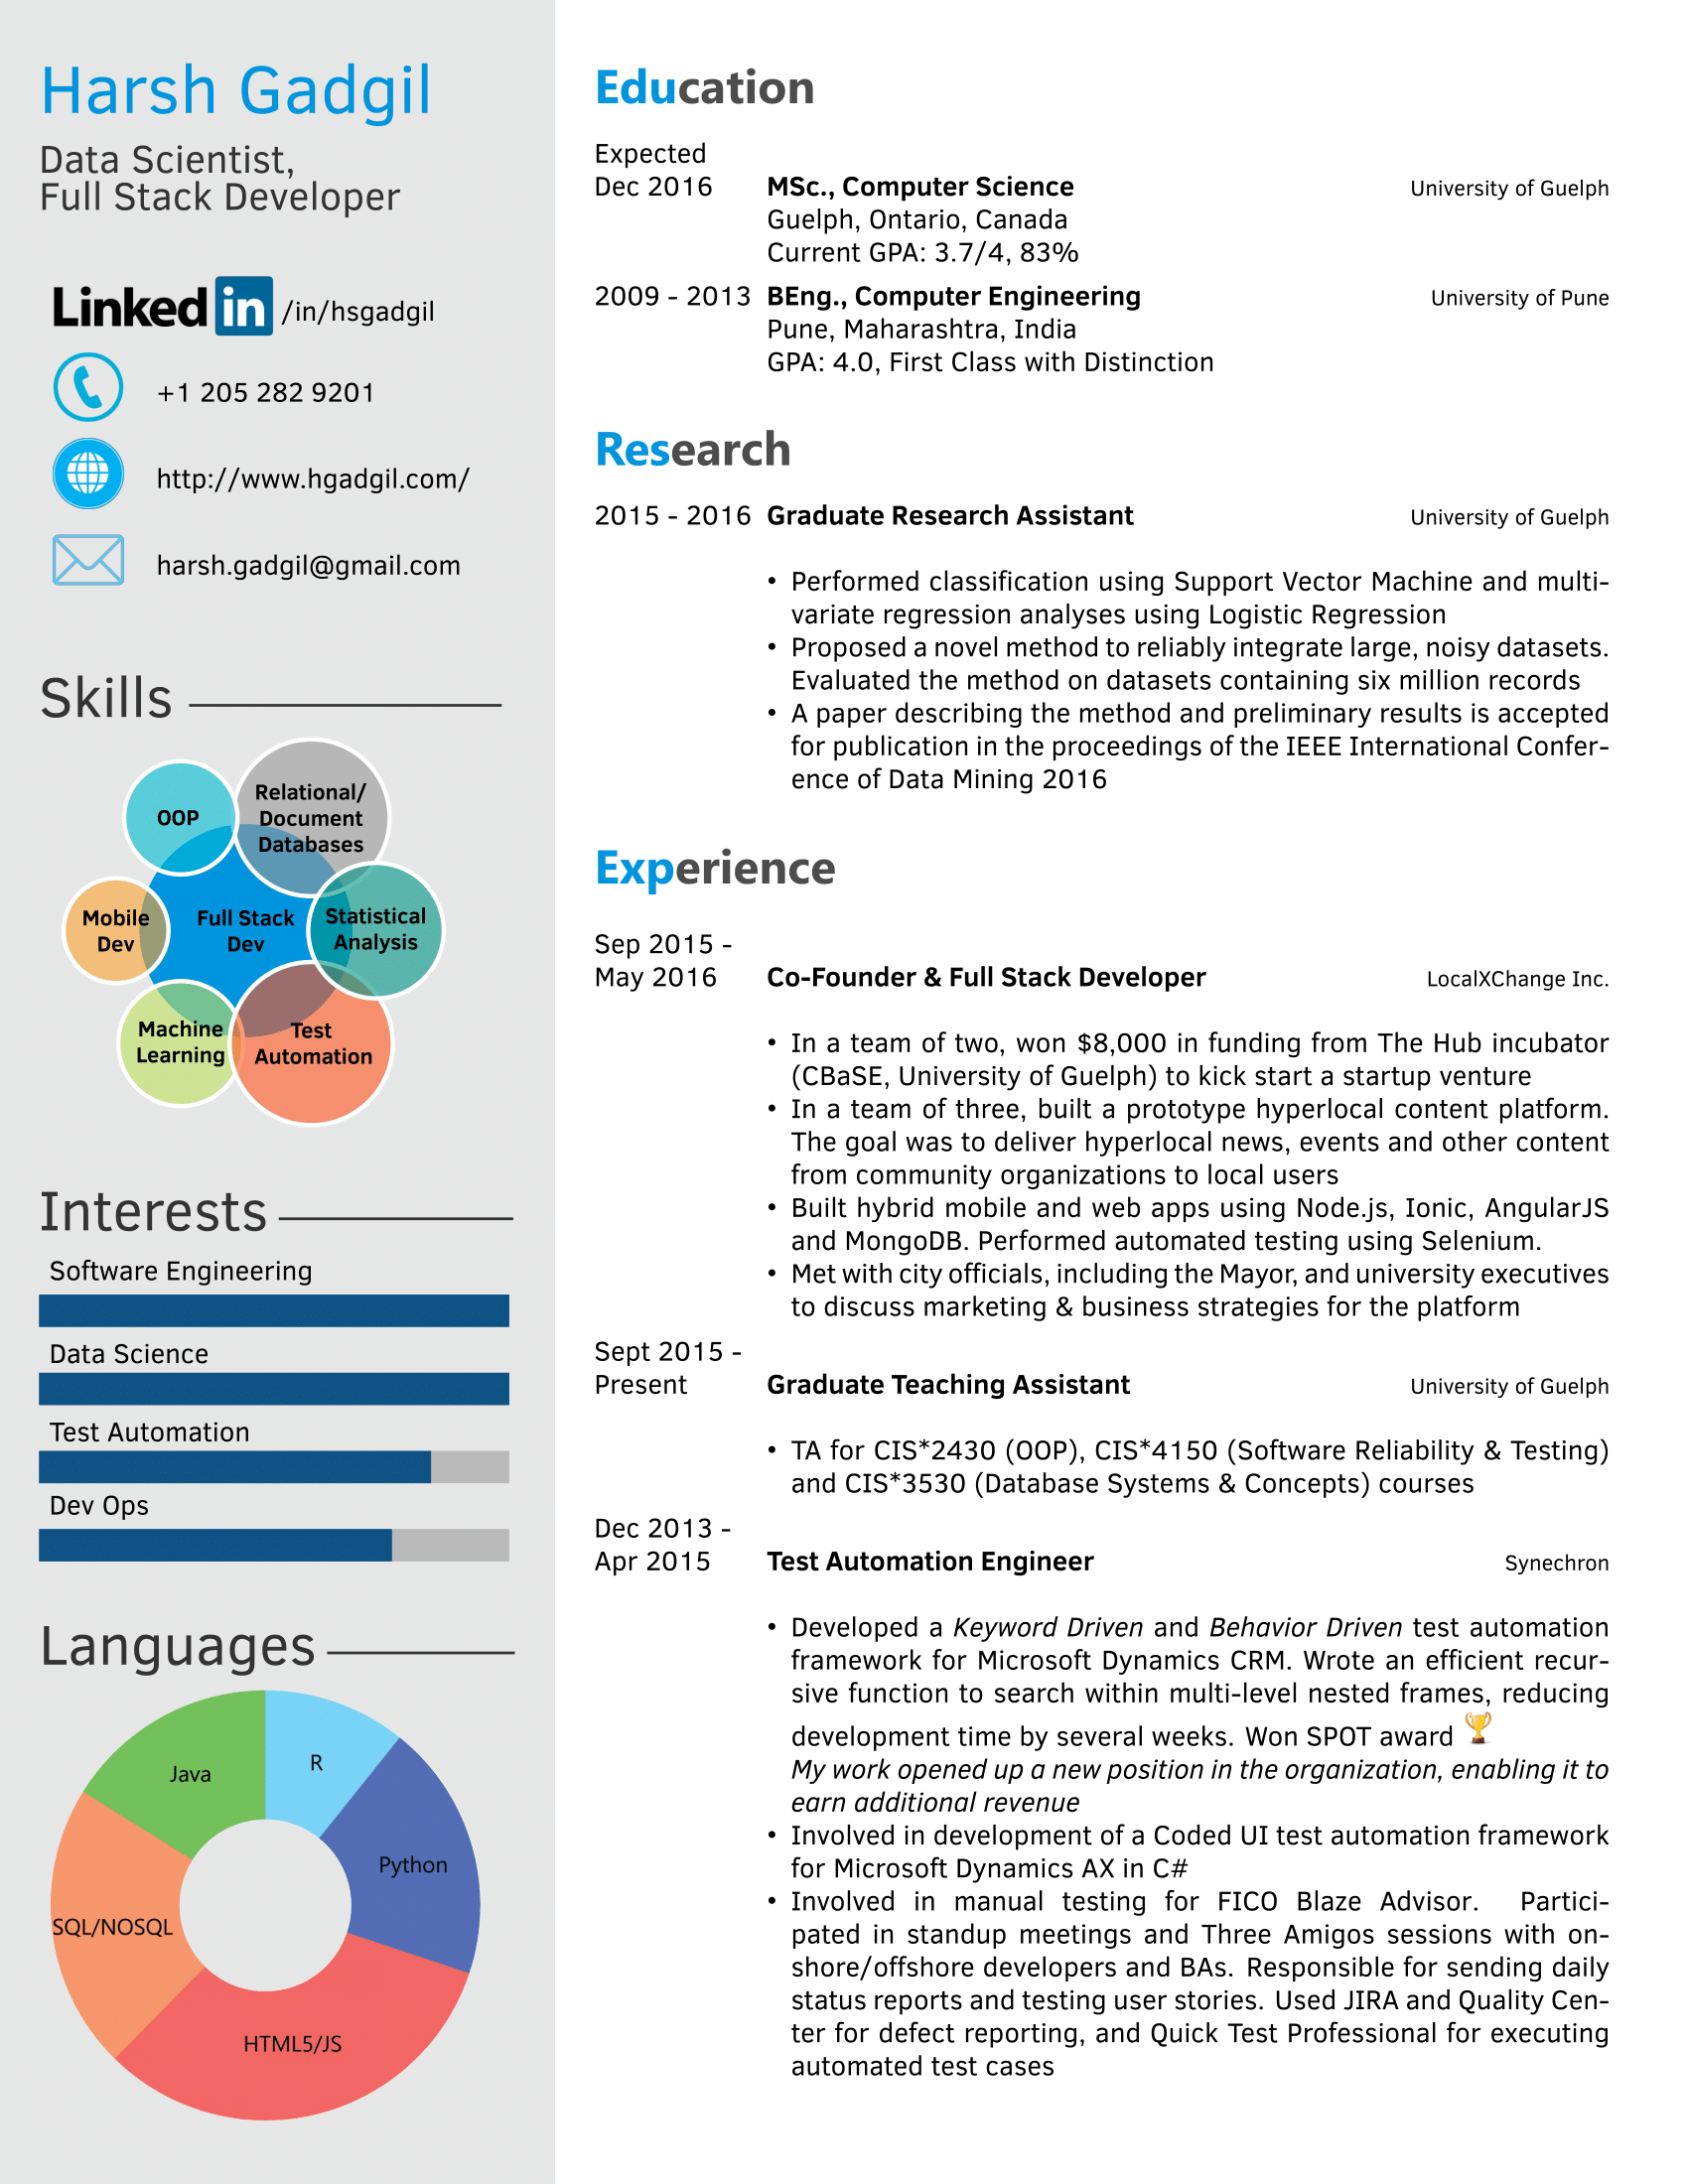 Harsh Gadgil
Data Scientist,
Full Stack Developer
Linked in /in/hsgadgil
+1 205 282 9201
http://www.hgadgil.com/
harsh.gadgil@gmail.com
Skills
OOP
Relational/
Document
Databases
Mobile
Dev
Full Stack
Dev
Statistical
Analysis
Machine
Learning
Test
Automation
Interests
Software Engineering
Data Science
Test Automation
Dev Ops
Languages
Java
R
Python
SQL/NOSQL
HTML5/JS
Education
Expected
Dec 2016 MSc., Computer Science University of Guelph
Guelph, Ontario, Canada
Current GPA: 3.7/4, 83%
2009 - 2013 BEng., Computer Engineering University of Pune
Pune, Maharashtra, India
GPA: 4.0, First Class with Distinction
Research
2015 - 2016 Graduate Research Assistant University of Guelph
• Performed classification using Support Vector Machine and multi-
variate regression analyses using Logistic Regression
• Proposed a novel method to reliably integrate large, noisy datasets.
Evaluated the method on datasets containing six million records
• A paper describing the method and preliminary results is accepted
for publication in the proceedings of the IEEE International Confer-
ence of Data Mining 2016
Experience
Sep 2015 -
May 2016 Co-Founder & Full Stack Developer LocalXChange Inc.
• In a team of two, won $8,000 in funding from The Hub incubator
(CBaSE, University of Guelph) to kick start a startup venture
• In a team of three, built a prototype hyperlocal content platform.
The goal was to deliver hyperlocal news, events and other content
from community organizations to local users
• Built hybrid mobile and web apps using Node.js, Ionic, AngularJS
and MongoDB. Performed automated testing using Selenium.
• Met with city officials, including the Mayor, and university executives
to discuss marketing & business strategies for the platform
Sept 2015 -
Present Graduate Teaching Assistant University of Guelph
• TA for CIS*2430 (OOP), CIS*4150 (Software Reliability & Testing)
and CIS*3530 (Database Systems & Concepts) courses
Dec 2013 -
Apr 2015 Test Automation Engineer Synechron
• Developed a Keyword Driven and Behavior Driven test automation
framework for Microsoft Dynamics CRM. Wrote an efficient recur-
sive function to search within multi-level nested frames, reducing
development time by several weeks. Won SPOT award
My work opened up a new position in the organization, enabling it to
earn additional revenue
• Involved in development of a Coded UI test automation framework
for Microsoft Dynamics AX in C#
• Involved in manual testing for FICO Blaze Advisor. Partici-
pated in standup meetings and Three Amigos sessions with on-
shore/offshore developers and BAs. Responsible for sending daily
status reports and testing user stories. Used JIRA and Quality Cen-
ter for defect reporting, and Quick Test Professional for executing
automated test cases